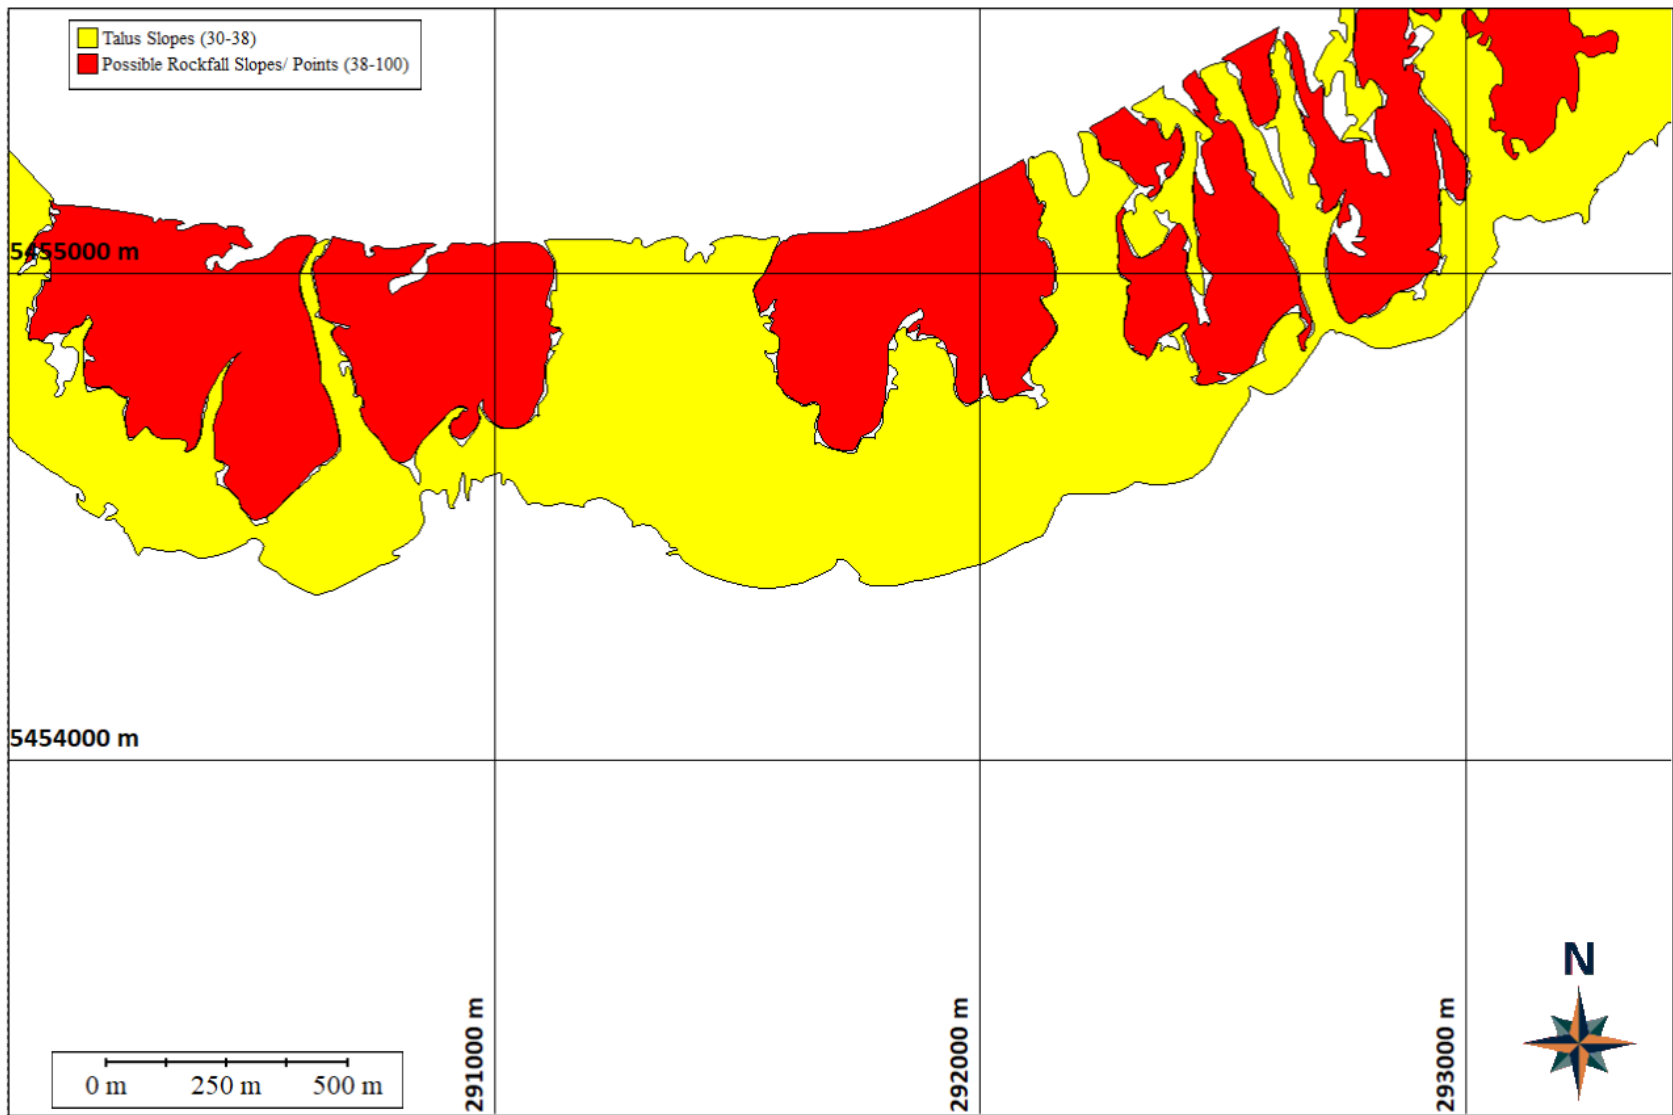 Talus Slopes (30-38)
Possible Rockfall Slopes/ Points (38-100)
5455000 m
5454000 m
N
291000 m
292000 m
293000 m
0 m 250 m 500 m